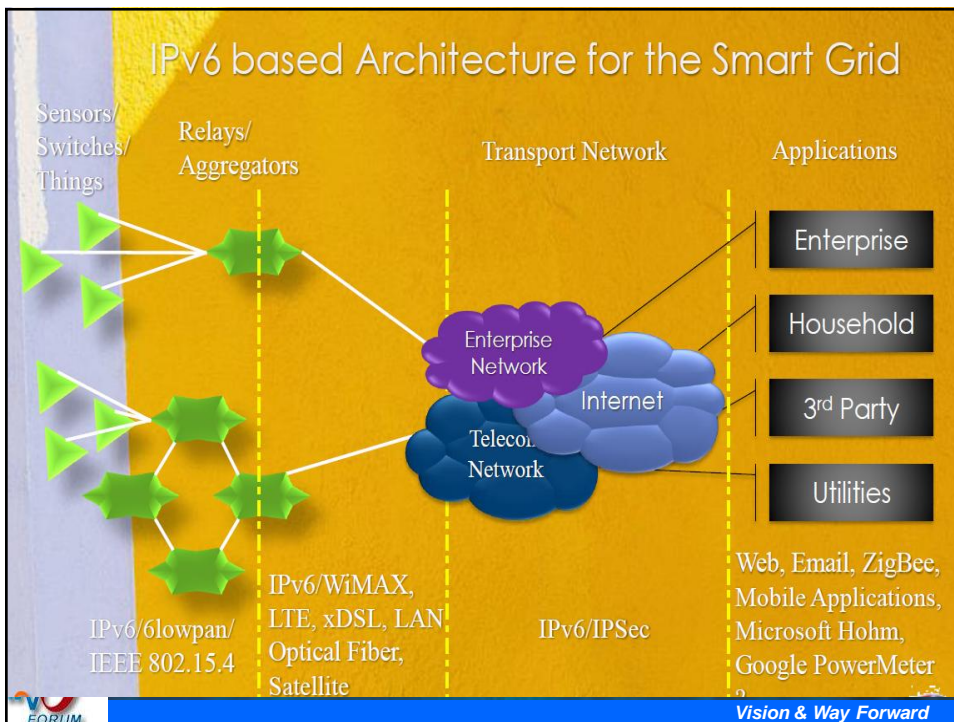 IPv6 based Architecture for the Smart Grid
Sensors/
Switches/
Things
Relays/
Aggregators
Transport Network
Applications
Enterprise
Household
3rd Party
Utilities
Enterprise
Network
Internet
Network
IPv6/6lowpan/
IEEE 802.15.4
IPv6/WiMAX,
LTE, xDSL, LAN
Optical Fiber,
Satellite
IPv6/IPSec
Web, Email, ZigBee,
Mobile Applications,
Microsoft Hohm,
Google PowerMeter
FORUM
Vision & Way Forward